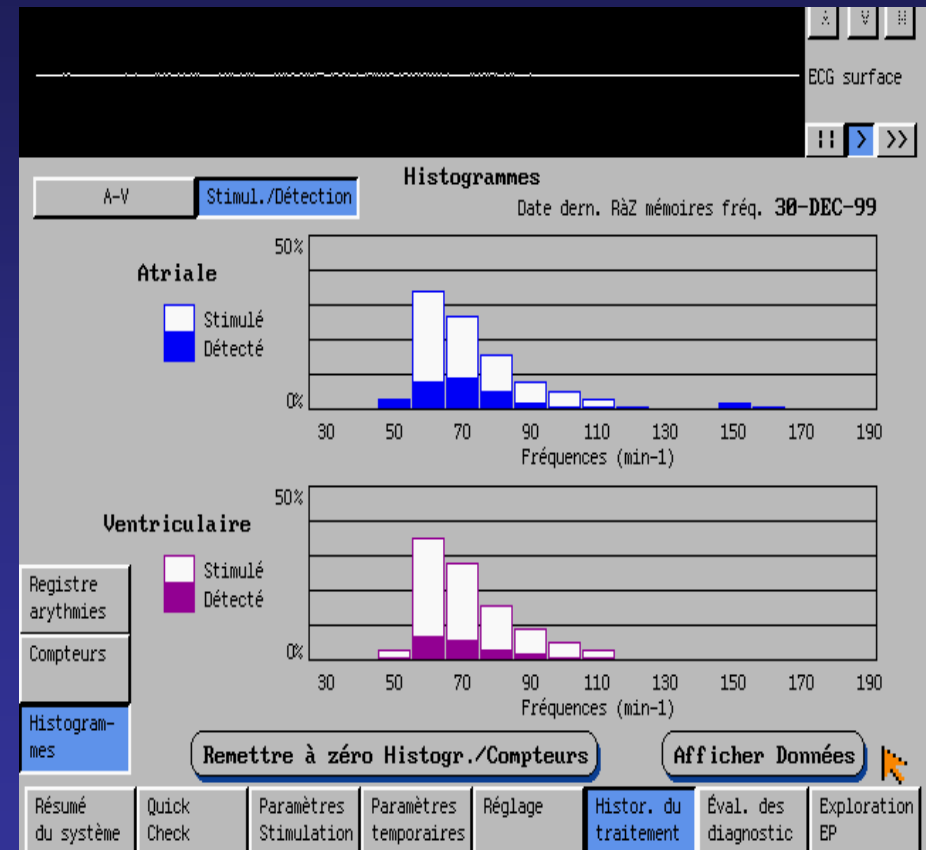 A V W
ECG surface
|| > >>
Histogrammes
A-V Stimul./Détection
Date dern. RàZ mémoires fréq. 30-DEC-99
50%
Atriale
Stimulé
Détecté
0%
30 50 70 90 110 130 150 170 190
Fréquences (min-1)
50%
Ventriculaire
Stimulé
Détecté
0%
30 50 70 90 110 130 150 170 190
Fréquences (min-1)
Registre
arythmies
Compteurs
Histogram-
mes
Remettre à zéro Histogr./Compteurs
Afficher Données
Résumé
du système
Quick
Check
Paramètres
Stimulation
Paramètres
temporaires
Réglage
Histor. du
traitement
Éval. des
diagnostic
Exploration
EP